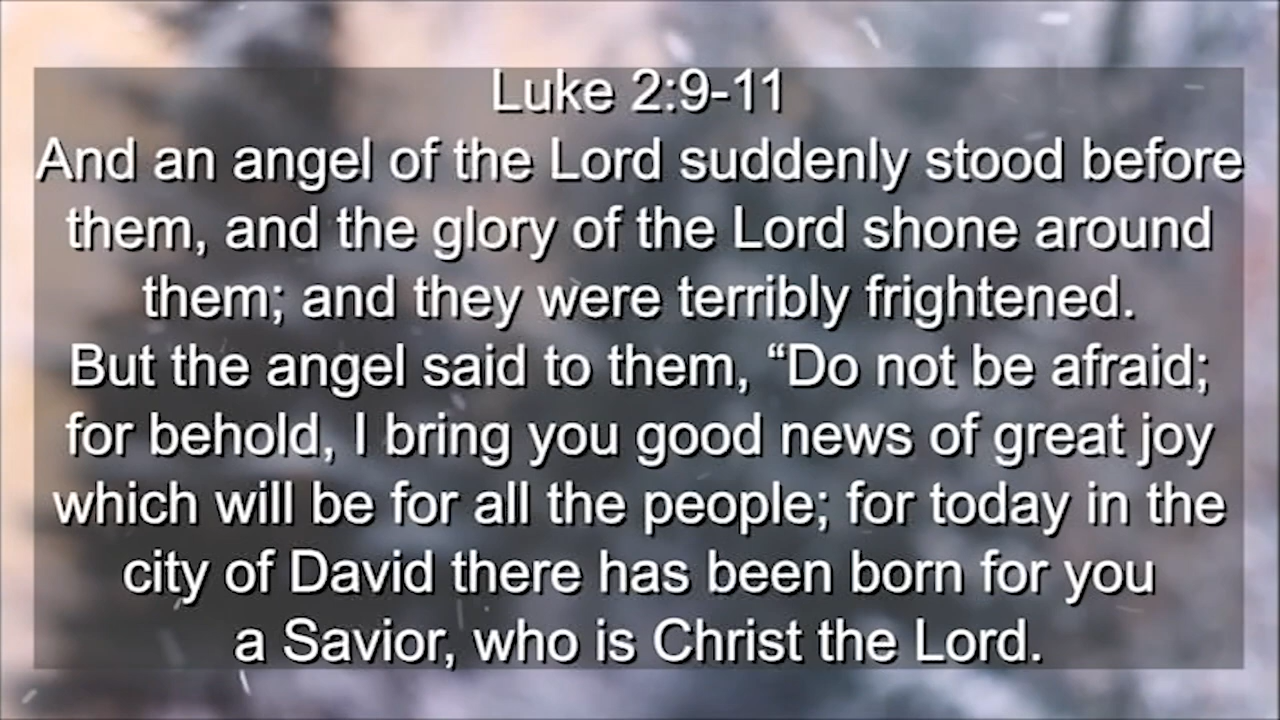 Luke 2:9-11
And an angel of the Lord suddenly stood before
them, and the glory of the Lord shone around
them; and they were terribly frightened.
But the angel said to them, “Do not be afraid;
for behold, I bring you good news of great joy
which will be for all the people; for today in the
city of David there has been born for you
a Savior, who is Christ the Lord.